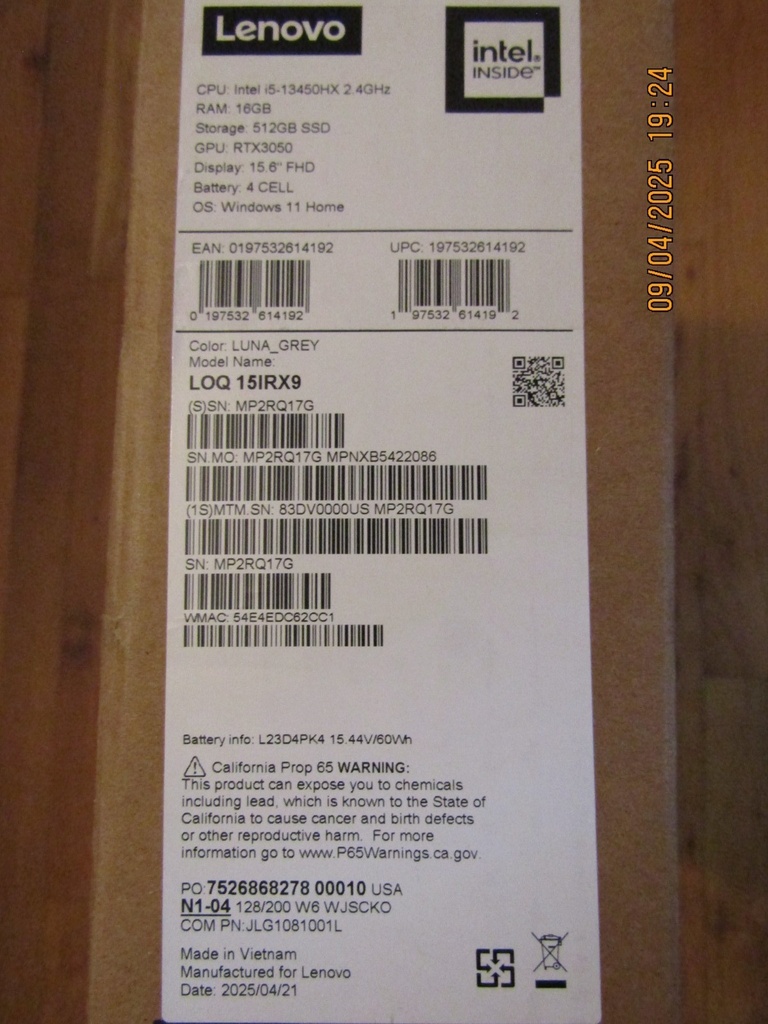 Lenovo
intel.
INSIDE™
CPU: Intel i5-13450HX 2.4GHz
RAM: 16GB
Storage: 512GB SSD
GPU: RTX3050
Display: 15.6" FHD
Battery: 4 CELL
OS: Windows 11 Home
09/04/2025 19:24
EAN: 0197532614192
UPC: 197532614192
0 197532 614192
1 97532 61419 2
Color: LUNA_GREY
Model Name:
LOQ 15IRX9
(S)SN: MP2RQ17G
SN.MO: MP2RQ17G MPNXB5422086
(1S)MTM.SN: 83DV0000US MP2RQ17G
SN: MP2RQ17G
WMAC: 54E4EDC62CC1
Battery info: L23D4PK4 15.44V/60Wh
California Prop 65 WARNING:
This product can expose you to chemicals
including lead, which is known to the State of
California to cause cancer and birth defects
or other reproductive harm. For more
information go to www.P65Warnings.ca.gov.
PO:7526868278 00010 USA
N1-04 128/200 W6 WJSCKO
COM PN:JLG1081001L
Made in Vietnam
Manufactured for Lenovo
Date: 2025/04/21